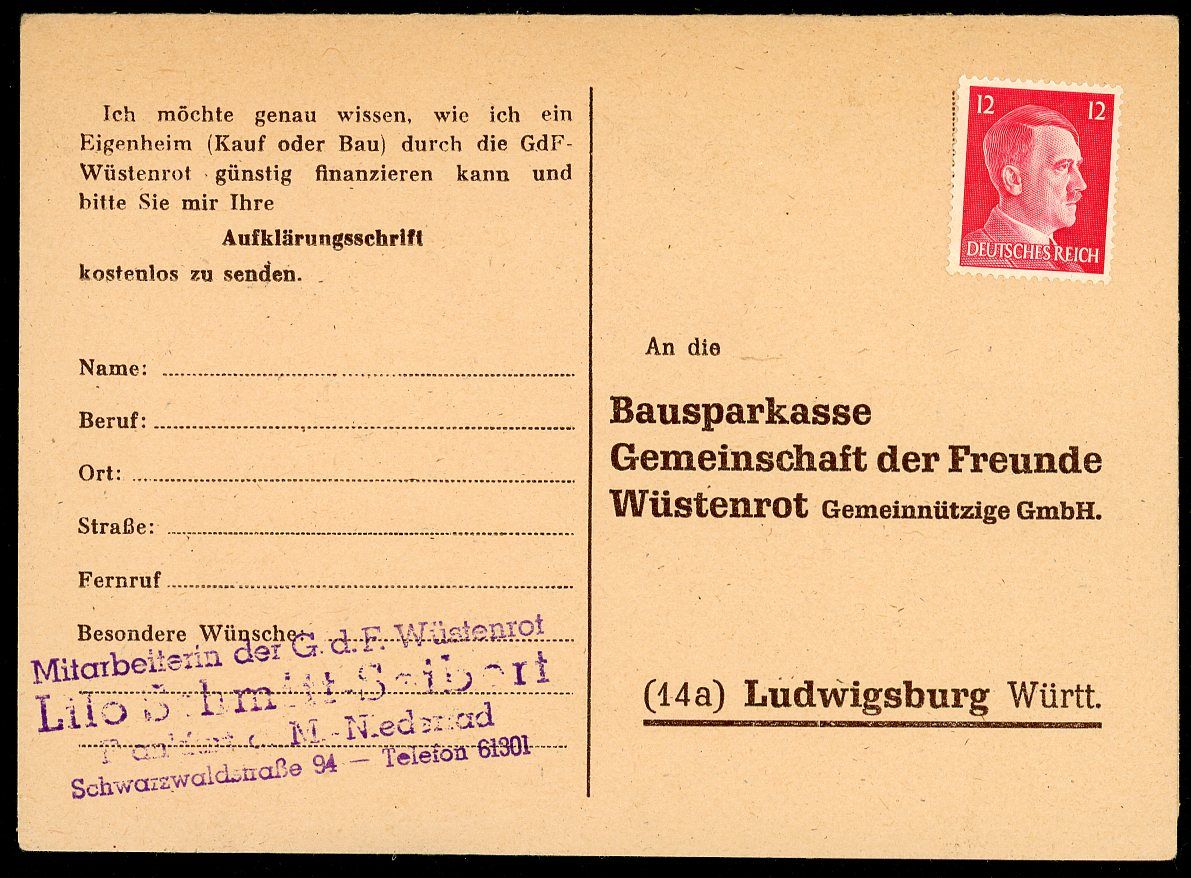 Ich möchte genau wissen, wie ich ein
Eigenheim (Kauf oder Bau) durch die GdF-
Wüstenrot günstig finanzieren kann und
bitte Sie mir Ihre
Aufklärungsschrift
kostenlos zu senden.
Name:
Beruf:
Ort:
Straße:
Fernruf
Besondere Wünsche:
Mitarbeiterin der G.d.F. Wüstenrot
Lilo Schmitt-Seibert
Frankfurt a. M.-Niederrad
Schwarzwaldstraße 94 — Telefon 61301
12 12
DEUTSCHES REICH
An die
Bausparkasse
Gemeinschaft der Freunde
Wüstenrot Gemeinnützige GmbH.
(14a) Ludwigsburg Württ.